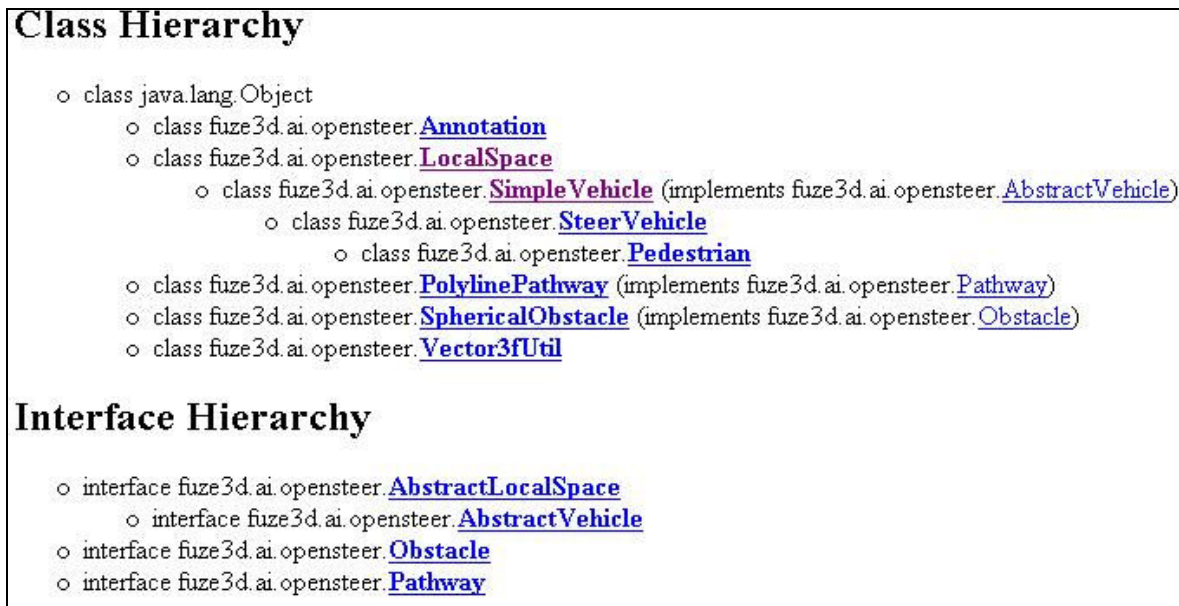 Class Hierarchy
o class java.lang.Object
o class fuze3d.ai.opensteer.Annotation
o class fuze3d.ai.opensteer.LocalSpace
o class fuze3d.ai.opensteer.SimpleVehicle (implements fuze3d.ai.opensteer.AbstractVehicle)
o class fuze3d.ai.opensteer.SteerVehicle
o class fuze3d.ai.opensteer.Pedestrian
o class fuze3d.ai.opensteer.PolylinePathway (implements fuze3d.ai.opensteer.Pathway)
o class fuze3d.ai.opensteer.SphericalObstacle (implements fuze3d.ai.opensteer.Obstacle)
o class fuze3d.ai.opensteer.Vector3fUtil
Interface Hierarchy
o interface fuze3d.ai.opensteer.AbstractLocalSpace
o interface fuze3d.ai.opensteer.AbstractVehicle
o interface fuze3d.ai.opensteer.Obstacle
o interface fuze3d.ai.opensteer.Pathway